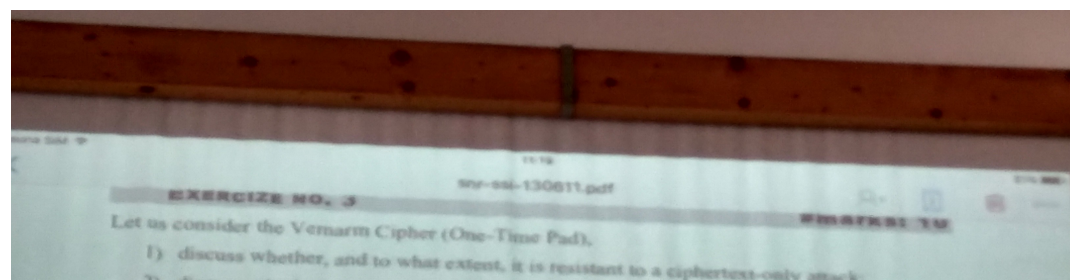 11:19
snr-ssi-130611.pdf
EXERCIZE NO. 3
#MARKS: 10
Let us consider the Vernarm Cipher (One-Time Pad),
1) discuss whether, and to what extent, it is resistant to a ciphertext-only attack;